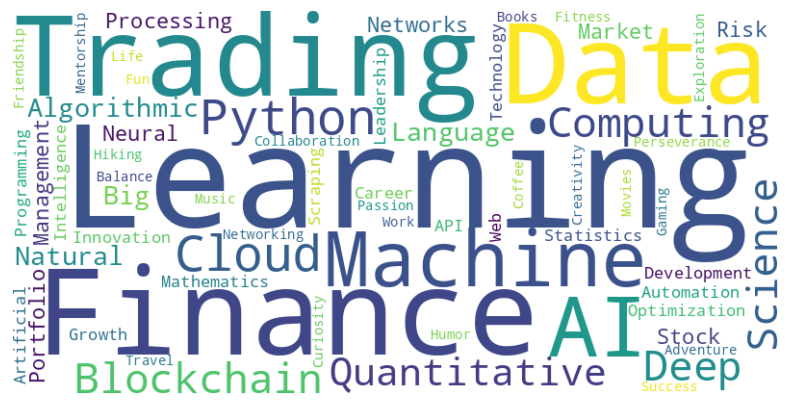 Trading
Data
Processing
Networks
Books
Fitness
Market
Risk
Friendship
Mentorship
Life
Fun
Leadership
Technology
Exploration
Algorithmic
Python
Computing
Neural
Language
Collaboration
Perseverance
Learning
Programming
Management
Intelligence
Hiking
Balance
Big
Music
Scraping
Career
Passion
Work
API
Coffee
Creativity
Movies
Gaming
Web
Innovation
Networking
Statistics
Natural
Cloud
Machine
Science
Mathematics
Development
Finance
AI
Automation
Optimization
Artificial
Portfolio
Growth
Curiosity
Humor
Stock
Travel
Adventure
Blockchain
Quantitative
Deep
Success